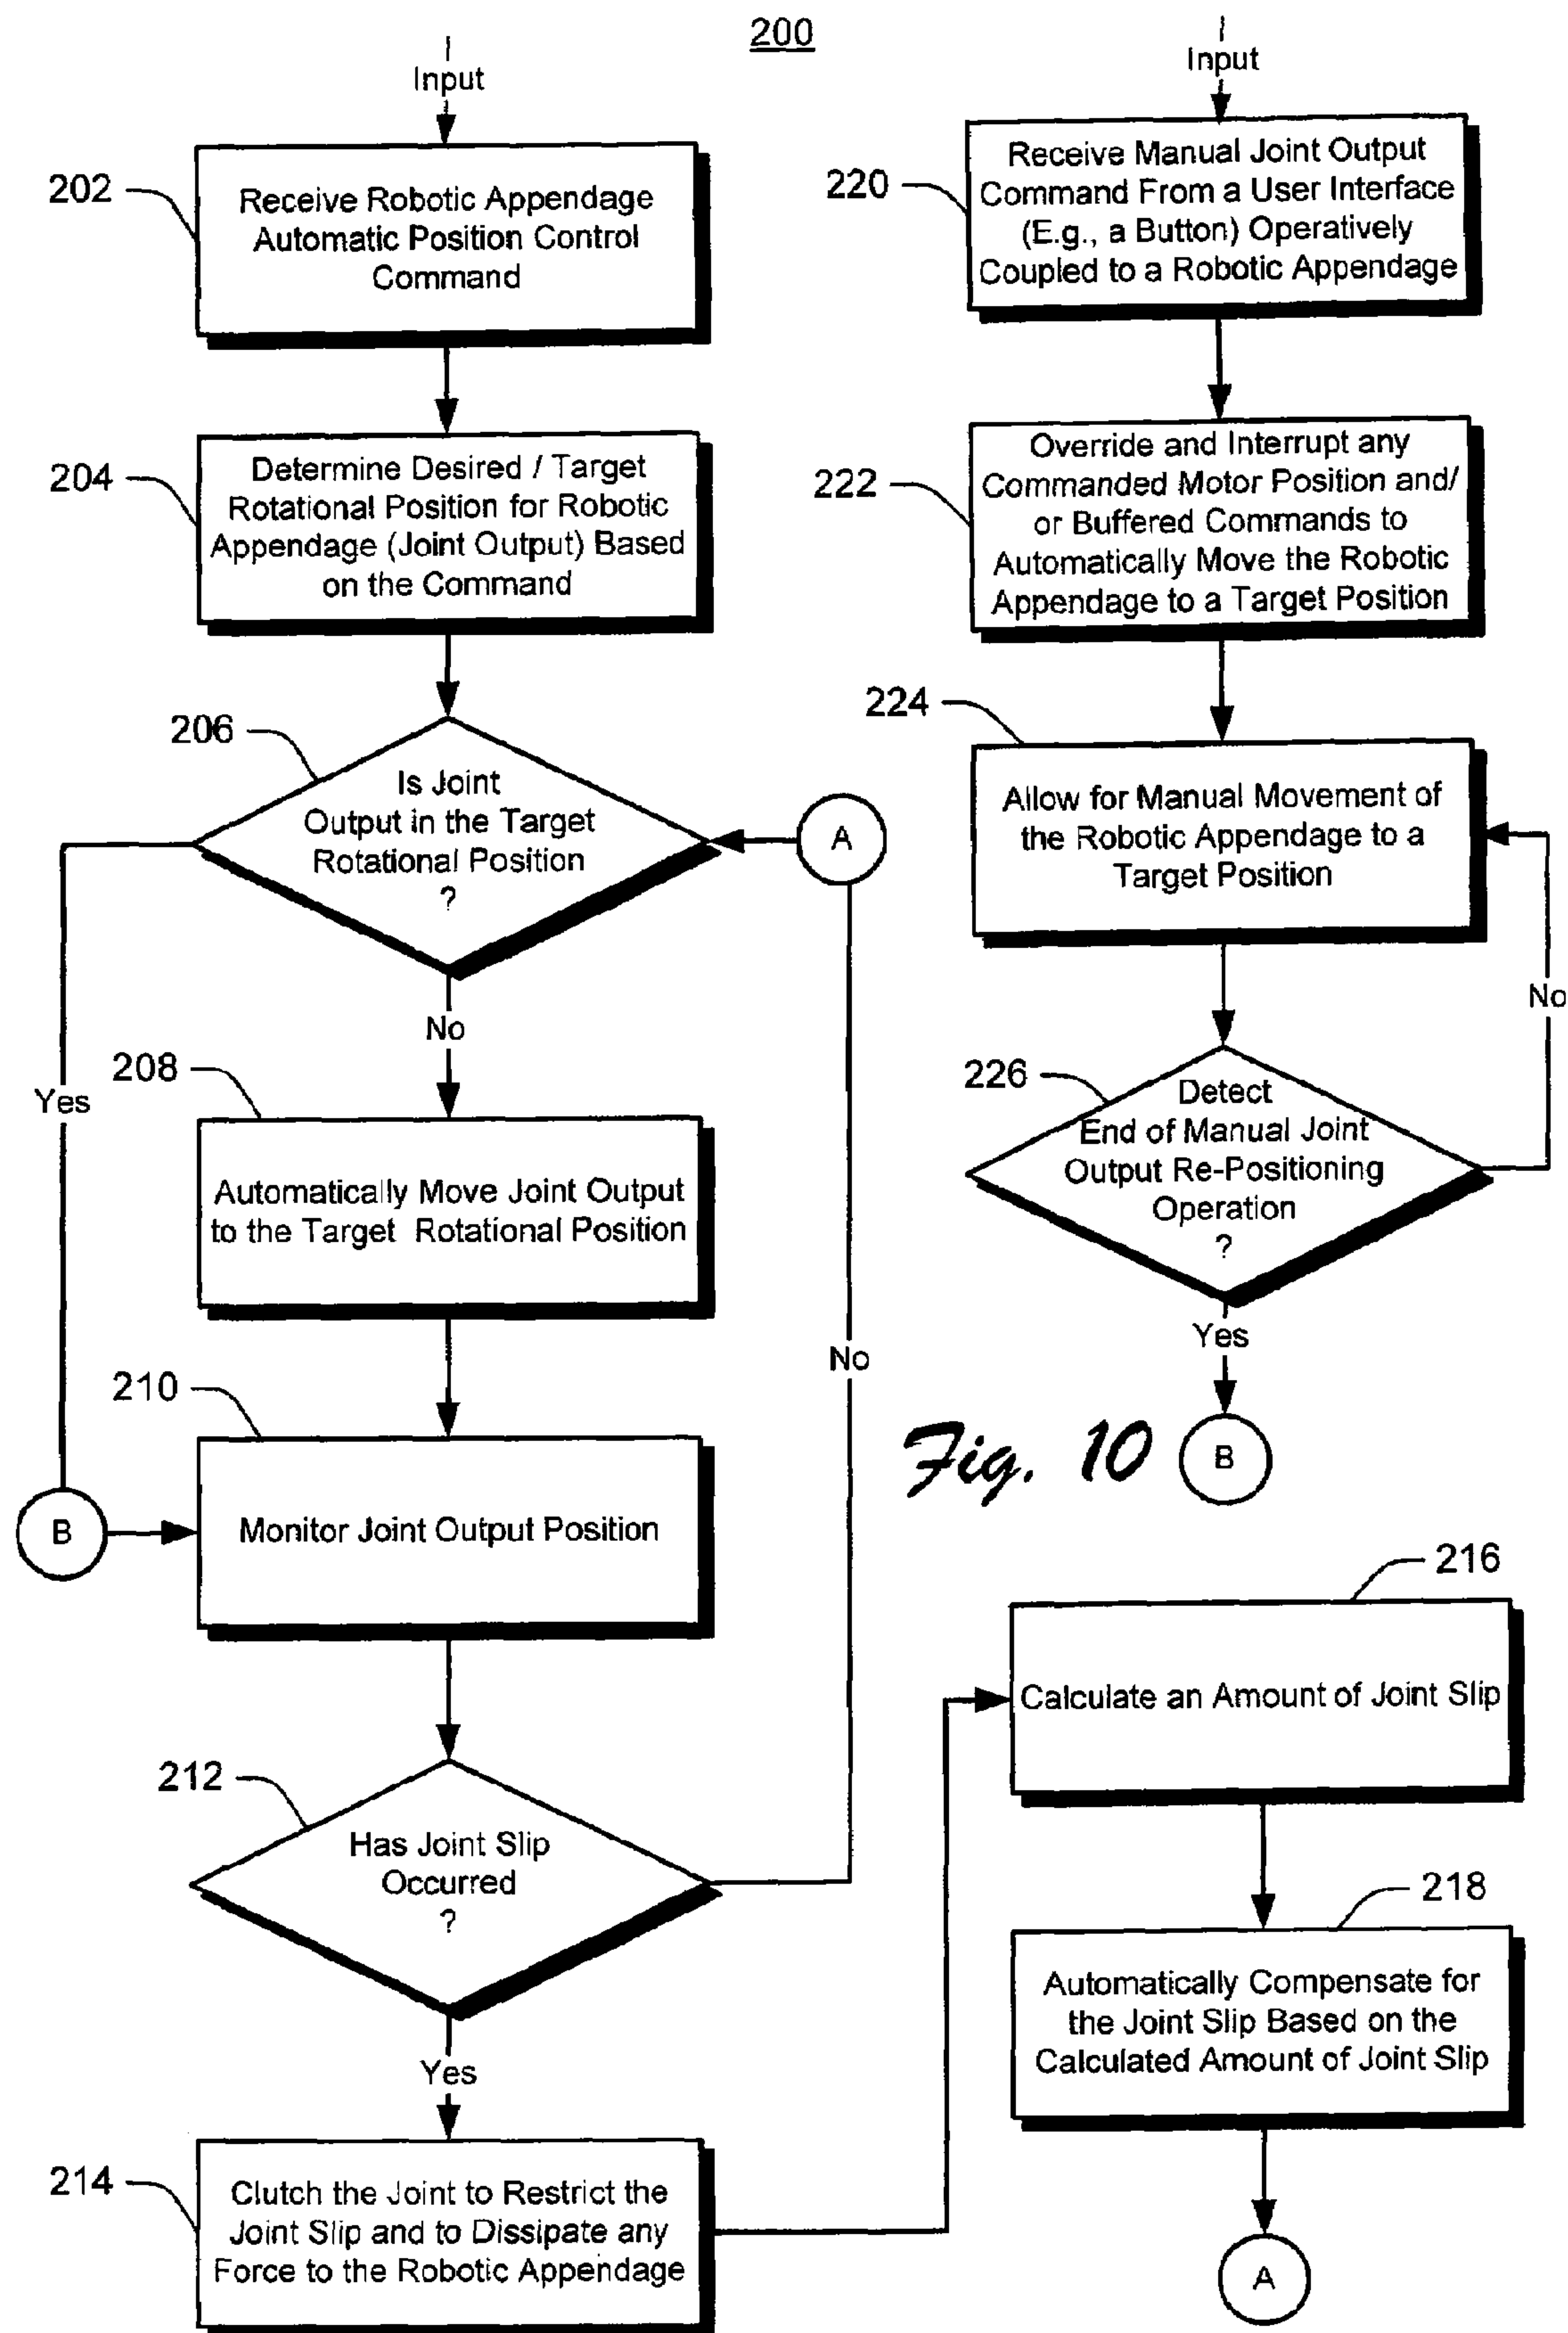 200
Input
202
Receive Robotic Appendage
Automatic Position Control
Command
204
Determine Desired / Target
Rotational Position for Robotic
Appendage (Joint Output) Based
on the Command
206
Is Joint
Output in the Target
Rotational Position
?
A
Yes
No
208
Automatically Move Joint Output
to the Target Rotational Position
No
210
B
Monitor Joint Output Position
212
Has Joint Slip
Occurred
?
Yes
214
Clutch the Joint to Restrict the
Joint Slip and to Dissipate any
Force to the Robotic Appendage
Input
220
Receive Manual Joint Output
Command From a User Interface
(E.g., a Button) Operatively
Coupled to a Robotic Appendage
222
Override and Interrupt any
Commanded Motor Position and/
or Buffered Commands to
Automatically Move the Robotic
Appendage to a Target Position
224
Allow for Manual Movement of
the Robotic Appendage to a
Target Position
No
226
Detect
End of Manual Joint
Output Re-Positioning
Operation
?
Yes
B
Fig. 10
216
Calculate an Amount of Joint Slip
218
Automatically Compensate for
the Joint Slip Based on the
Calculated Amount of Joint Slip
A